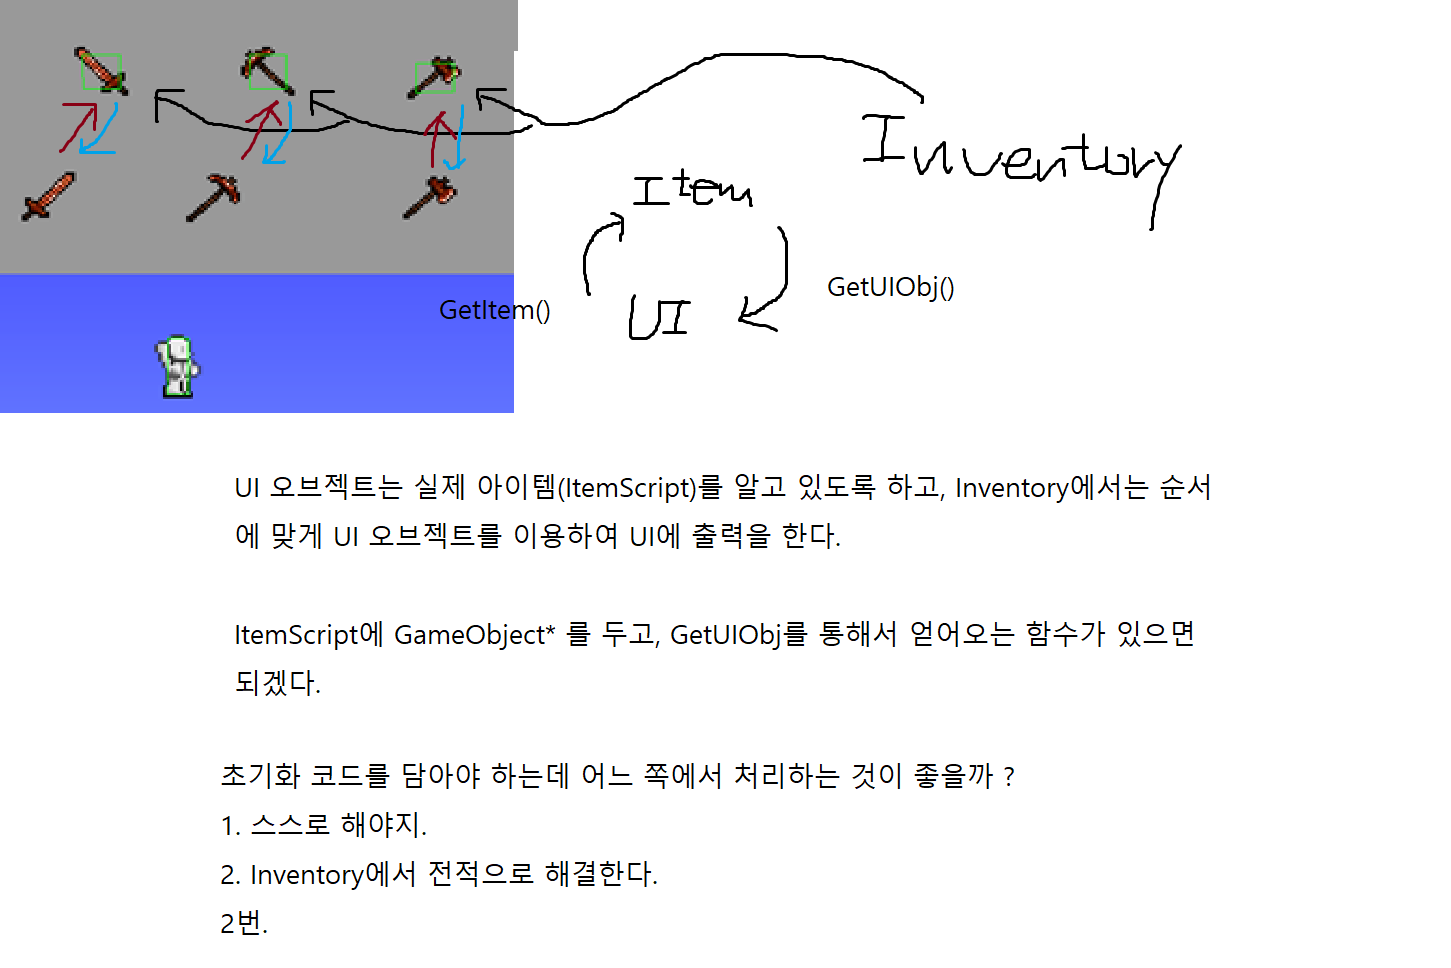 Inventory
Item
GetUIObj()
GetItem()
UI
UI 오브젝트는 실제 아이템(ItemScript)를 알고 있도록 하고, Inventory에서는 순서
에 맞게 UI 오브젝트를 이용하여 UI에 출력을 한다.
ItemScript에 GameObject* 를 두고, GetUIObj를 통해서 얻어오는 함수가 있으면
되겠다.
초기화 코드를 담아야 하는데 어느 쪽에서 처리하는 것이 좋을까 ?
1. 스스로 해야지.
2. Inventory에서 전적으로 해결한다.
2번.